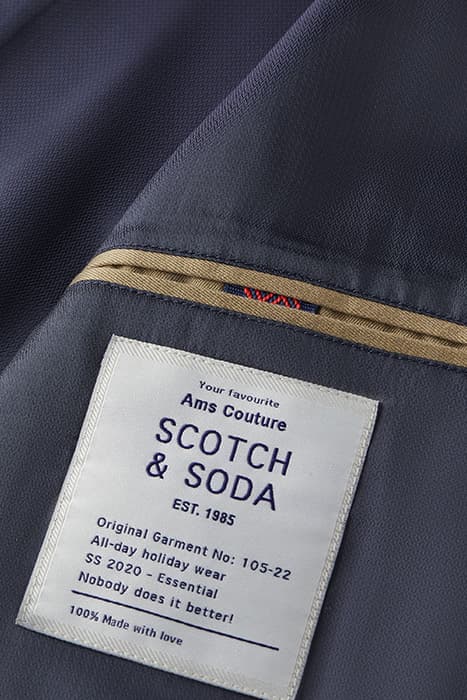 Your favourite
Ams Couture
SCOTCH
& SODA
EST. 1985
Original Garment No: 105-22
All-day holiday wear
SS 2020 - Essential
Nobody does it better!
100% Made with love